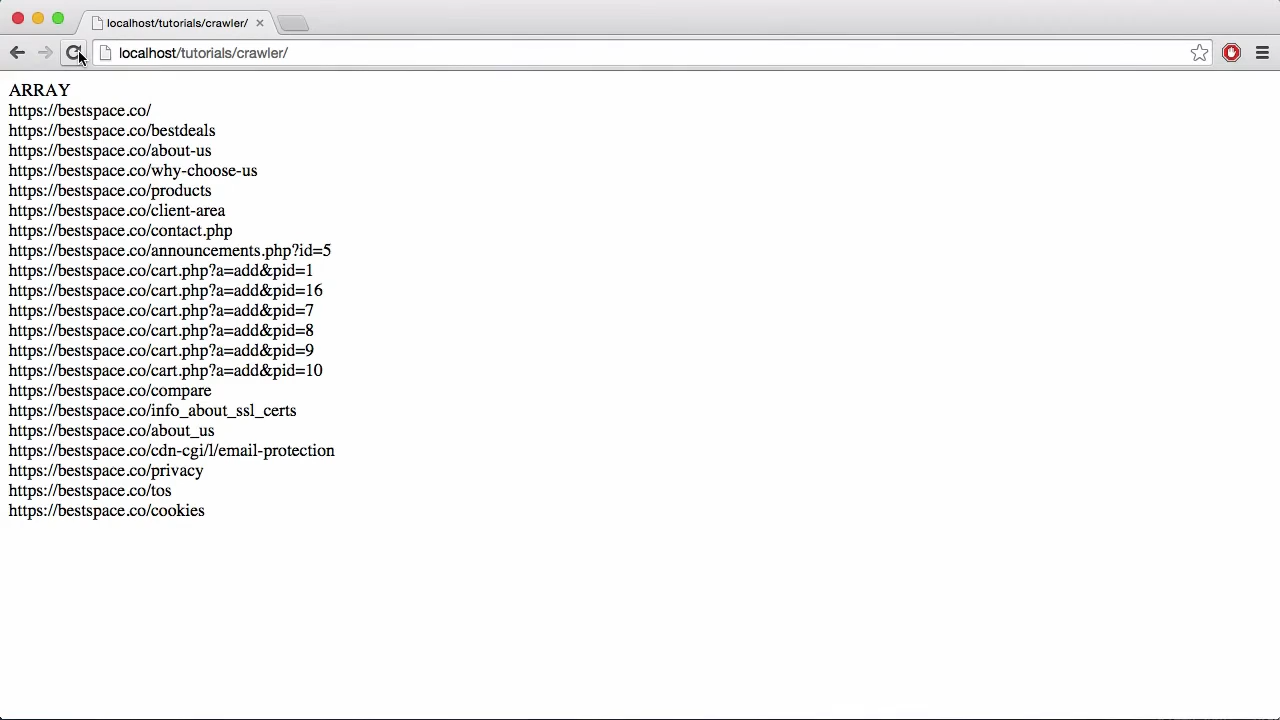 localhost/tutorials/crawler/
localhost/tutorials/crawler/
ARRAY
https://bestspace.co/
https://bestspace.co/bestdeals
https://bestspace.co/about-us
https://bestspace.co/why-choose-us
https://bestspace.co/products
https://bestspace.co/client-area
https://bestspace.co/contact.php
https://bestspace.co/announcements.php?id=5
https://bestspace.co/cart.php?a=add&pid=1
https://bestspace.co/cart.php?a=add&pid=16
https://bestspace.co/cart.php?a=add&pid=7
https://bestspace.co/cart.php?a=add&pid=8
https://bestspace.co/cart.php?a=add&pid=9
https://bestspace.co/cart.php?a=add&pid=10
https://bestspace.co/compare
https://bestspace.co/info_about_ssl_certs
https://bestspace.co/about_us
https://bestspace.co/cdn-cgi/l/email-protection
https://bestspace.co/privacy
https://bestspace.co/tos
https://bestspace.co/cookies